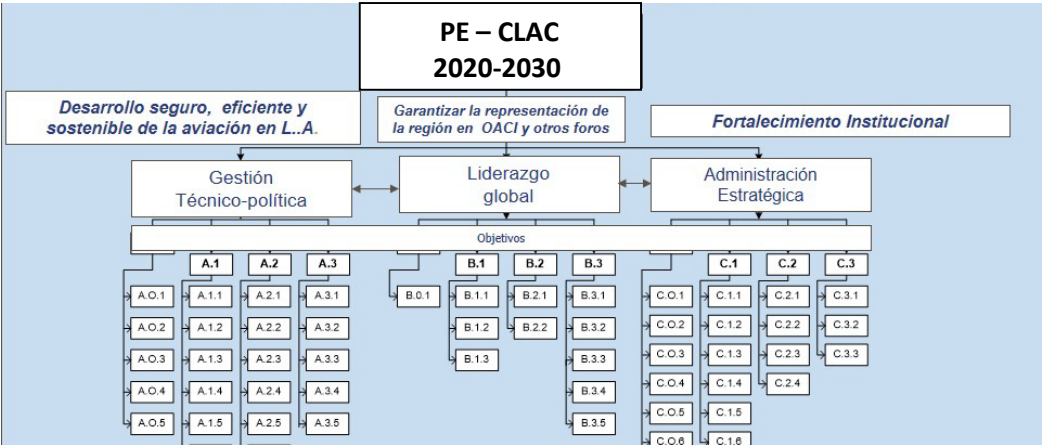 PE – CLAC
2020-2030
Desarrollo seguro, eficiente y
sostenible de la aviación en L..A.
Garantizar la representación de
la región en OACI y otros foros
Fortalecimiento Institucional
Gestión
Técnico-política
Liderazgo
global
Administración
Estratégica
Objetivos
A.1 A.2 A.3 B.1 B.2 B.3 C.1 C.2 C.3
A.O.1 A.1.1 A.2.1 A.3.1 B.0.1 B.1.1 B.2.1 B.3.1 C.O.1 C.1.1 C.2.1 C.3.1
A.O.2 A.1.2 A.2.2 A.3.2 B.1.2 B.2.2 B.3.2 C.O.2 C.1.2 C.2.2 C.3.2
A.O.3 A.1.3 A.2.3 A.3.3 B.1.3 B.3.3 C.O.3 C.1.3 C.2.3 C.3.3
A.O.4 A.1.4 A.2.4 A.3.4 B.3.4 C.O.4 C.1.4 C.2.4
A.O.5 A.1.5 A.2.5 A.3.5 B.3.5 C.O.5 C.1.5
C.O.6 C.1.6